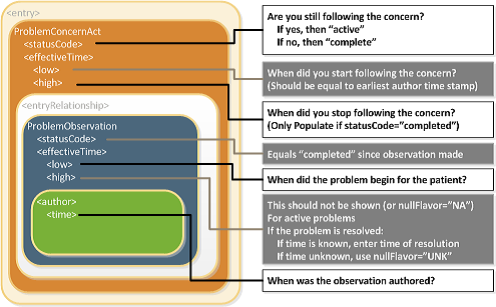 <entry>
ProblemConcernAct
<statusCode>
<effectiveTime>
<low>
<high>
<entryRelationship>
ProblemObservation
<statusCode>
<effectiveTime>
<low>
<high>
<author>
<time>
Are you still following the concern?
If yes, then “active”
If no, then “complete”
When did you start following the concern?
(Should be equal to earliest author time stamp)
When did you stop following the concern?
(Only Populate if statusCode=“completed”)
Equals “completed” since observation made
When did the problem begin for the patient?
This should not be shown (or nullFlavor=”NA”)
For active problems
If the problem is resolved:
If time is known, enter time of resolution
If time unknown, use nullFlavor=”UNK”
When was the observation authored?